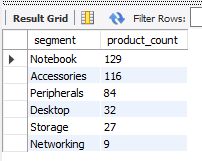 Result Grid Filter Rows:
segment product_count
Notebook 129
Accessories 116
Peripherals 84
Desktop 32
Storage 27
Networking 9